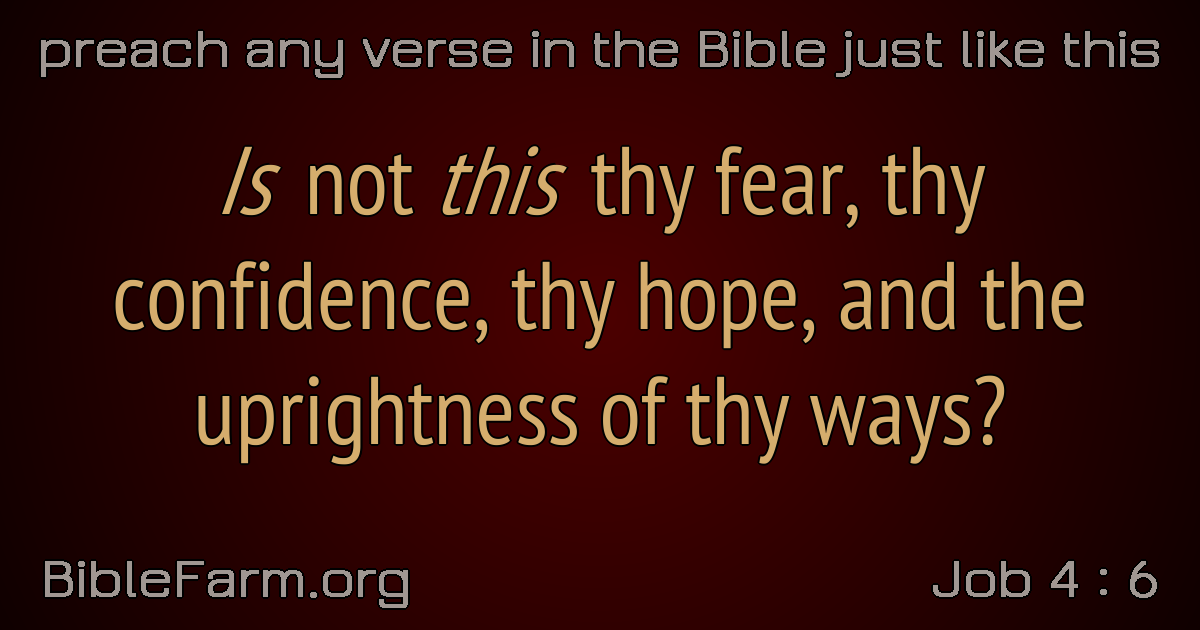 preach any verse in the Bible just like this
Is not this thy fear, thy
confidence, thy hope, and the
uprightness of thy ways?
BibleFarm.org
Job 4 : 6